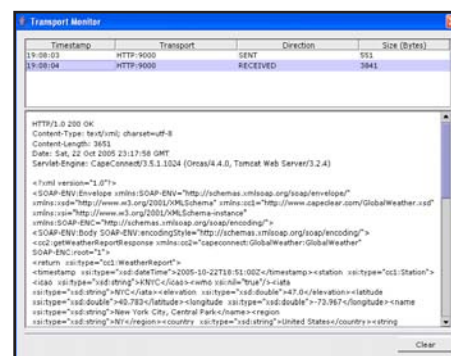 Transport Monitor
Timestamp Transport Direction Size (Bytes)
19:08:03 HTTP:9000 SENT 551
19:08:04 HTTP:9000 RECEIVED 3841
HTTP/1.0 200 OK
Content-Type: text/xml; charset=utf-8
Content-Length: 3651
Date: Sat, 22 Oct 2005 23:17:58 GMT
Servlet-Engine: CapeConnect/3.5.1.1024 (Orcas/4.4.0, Tomcat Web Server/3.2.4)
<?xml version="1.0"?>
<SOAP-ENV:Envelope xmlns:SOAP-ENV="http://schemas.xmlsoap.org/soap/envelope/"
xmlns:xsd="http://www.w3.org/2001/XMLSchema" xmlns:cc1="http://www.capeclear.com/GlobalWeather.xsd"
xmlns:xsi="http://www.w3.org/2001/XMLSchema-instance"
xmlns:SOAP-ENC="http://schemas.xmlsoap.org/soap/encoding/">
<SOAP-ENV:Body SOAP-ENV:encodingStyle="http://schemas.xmlsoap.org/soap/encoding/">
<cc2:getWeatherReportResponse xmlns:cc2="capeconnect:GlobalWeather:GlobalWeather"
SOAP-ENC:root="1">
<return xsi:type="cc1:WeatherReport">
<timestamp xsi:type="xsd:dateTime">2005-10-22T18:51:00Z</timestamp><station xsi:type="cc1:Station">
<icao xsi:type="xsd:string">KNYC</icao><wmo xsi:nil="true"/><iata
xsi:type="xsd:string">NYC</iata><elevation xsi:type="xsd:double">47.0</elevation><latitude
xsi:type="xsd:double">40.783</latitude><longitude xsi:type="xsd:double">-73.967</longitude><name
xsi:type="xsd:string">New York City, Central Park</name><region
xsi:type="xsd:string">NY</region><country xsi:type="xsd:string">United States</country><string
Clear